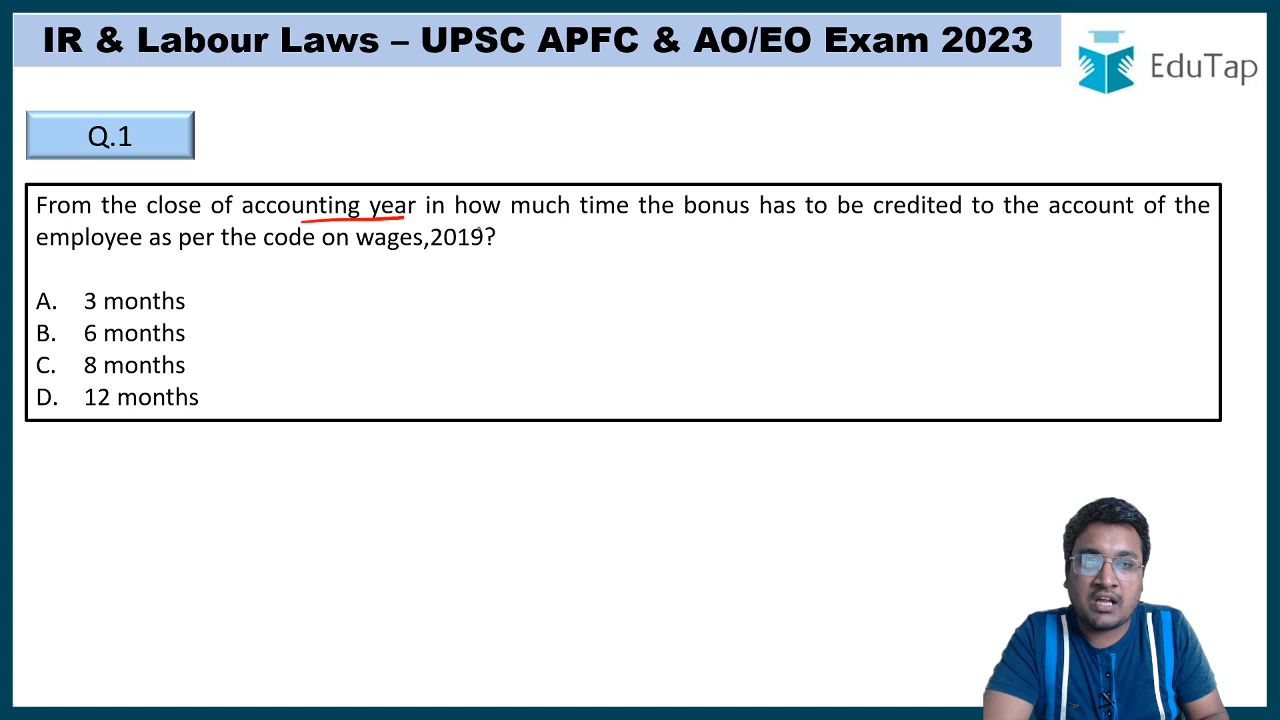 IR & Labour Laws – UPSC APFC & AO/EO Exam 2023
EduTap
Q.1
From the close of accounting year in how much time the bonus has to be credited to the account of the
employee as per the code on wages,2019?
A. 3 months
B. 6 months
C. 8 months
D. 12 months